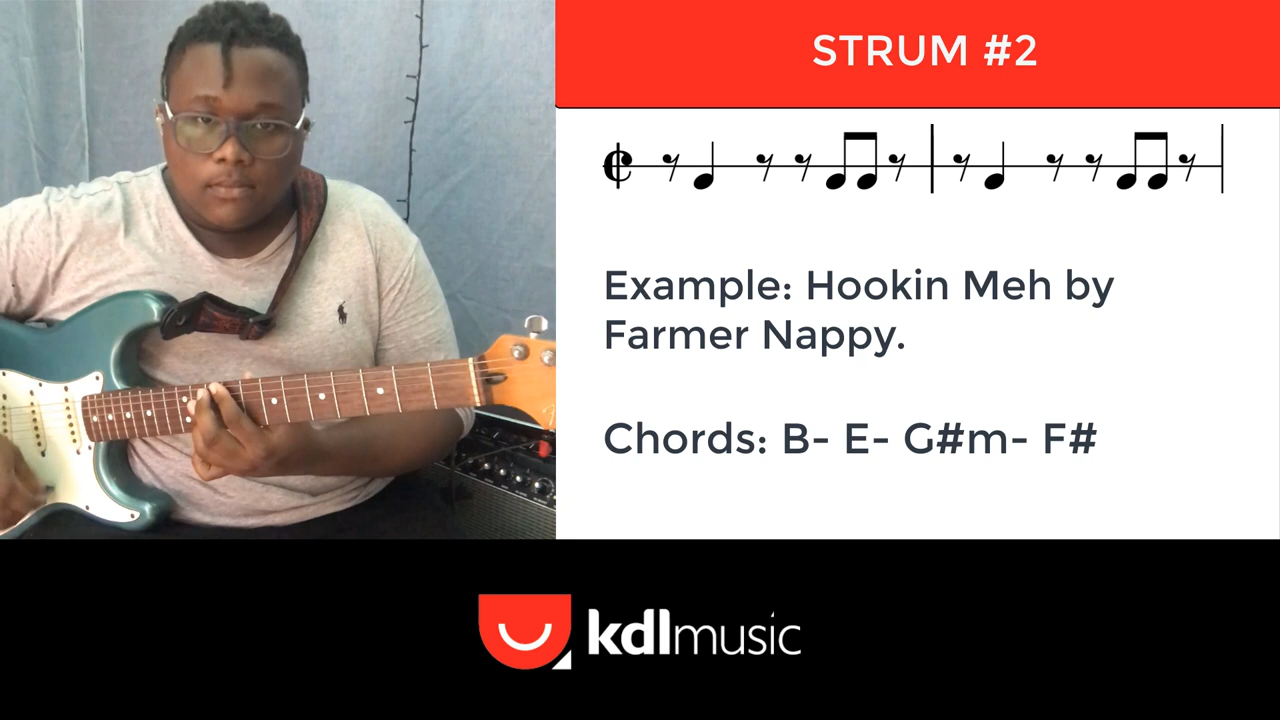 STRUM #2
Example: Hookin Meh by
Farmer Nappy.
Chords: B- E- G#m- F#
kdlmusic